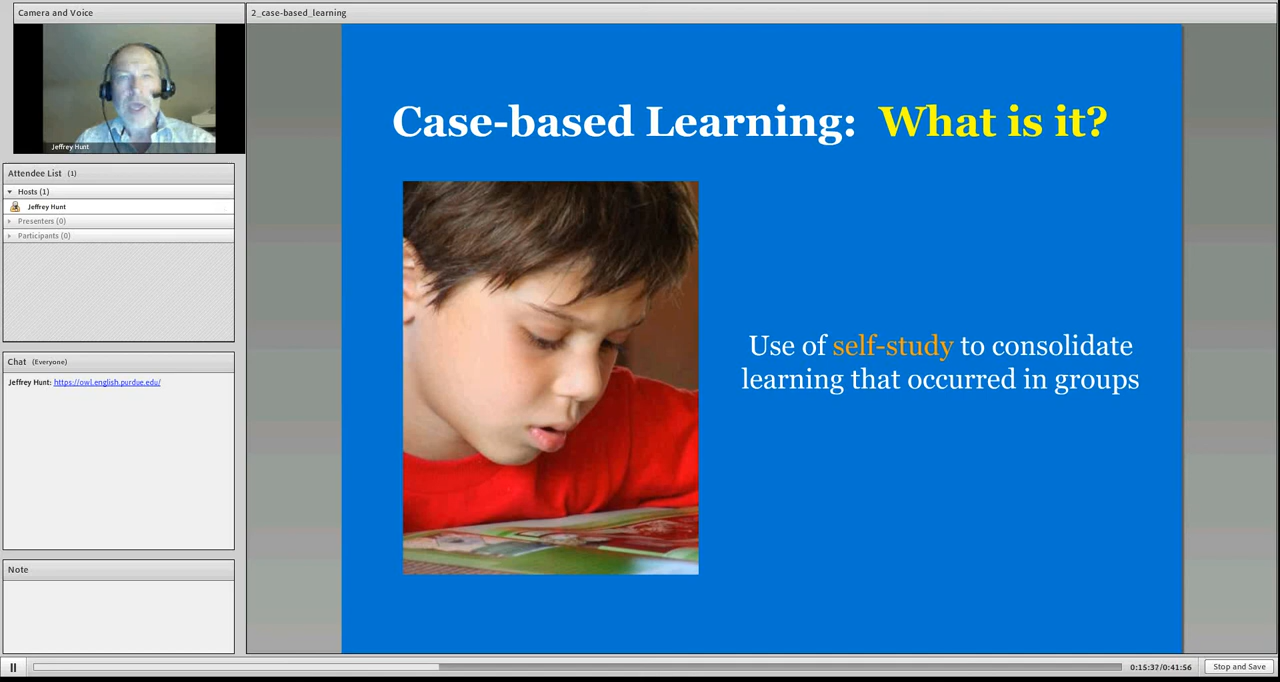 Camera and Voice
Jeffrey Hunt
Attendee List (1)
Hosts (1)
Jeffrey Hunt
Presenters (0)
Participants (0)
Chat (Everyone)
Jeffrey Hunt: https://owl.english.purdue.edu/
Note
2_case-based_learning
Case-based Learning: What is it?
Use of self-study to consolidate
learning that occurred in groups
0:15:37/0:41:56
Stop and Save